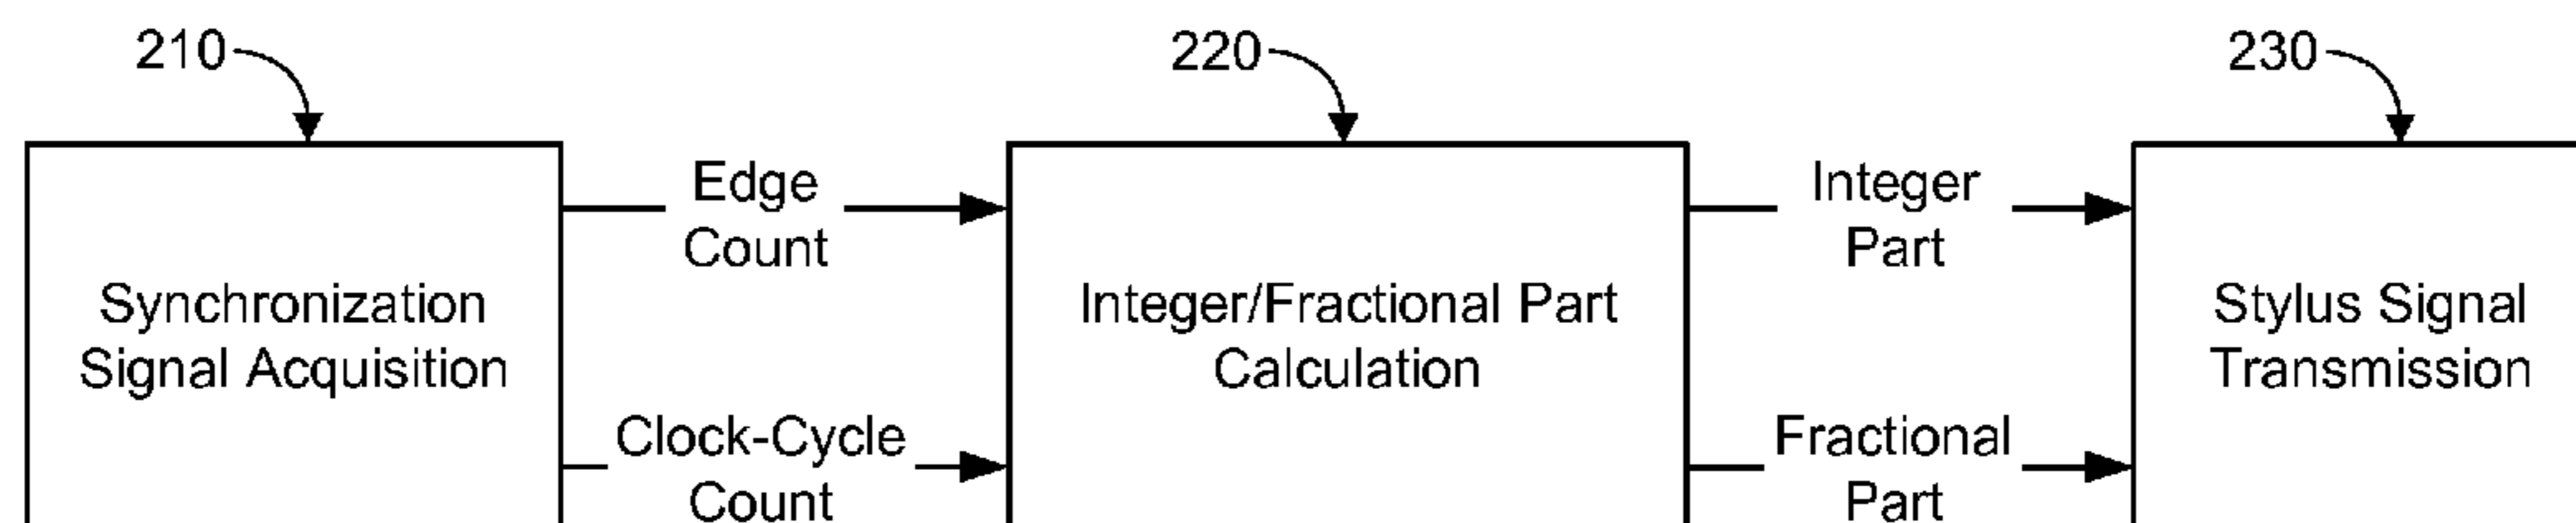 210
220
230
Synchronization
Signal Acquisition
Edge
Count
Clock-Cycle
Count
Integer/Fractional Part
Calculation
Integer
Part
Fractional
Part
Stylus Signal
Transmission